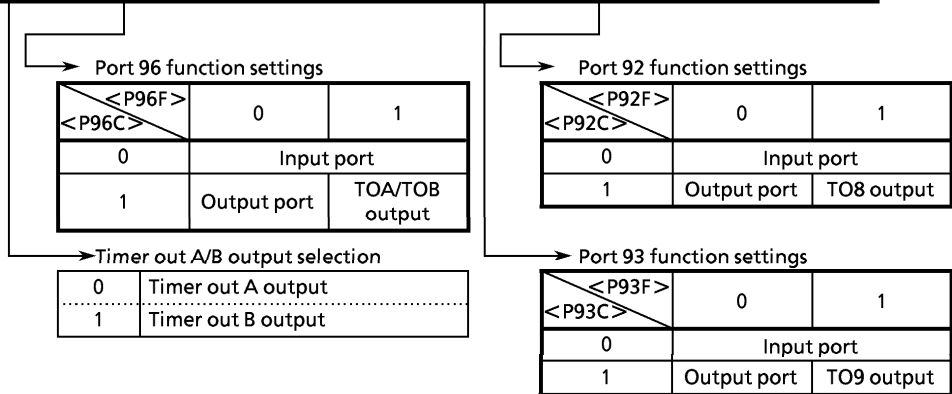 Port 96 function settings
<P96F>
<P96C>
0
1
0
Input port
1
Output port
TOA/TOB
output
Timer out A/B output selection
0
Timer out A output
1
Timer out B output
Port 92 function settings
<P92F>
<P92C>
0
1
0
Input port
1
Output port
TO8 output
Port 93 function settings
<P93F>
<P93C>
0
1
0
Input port
1
Output port
TO9 output